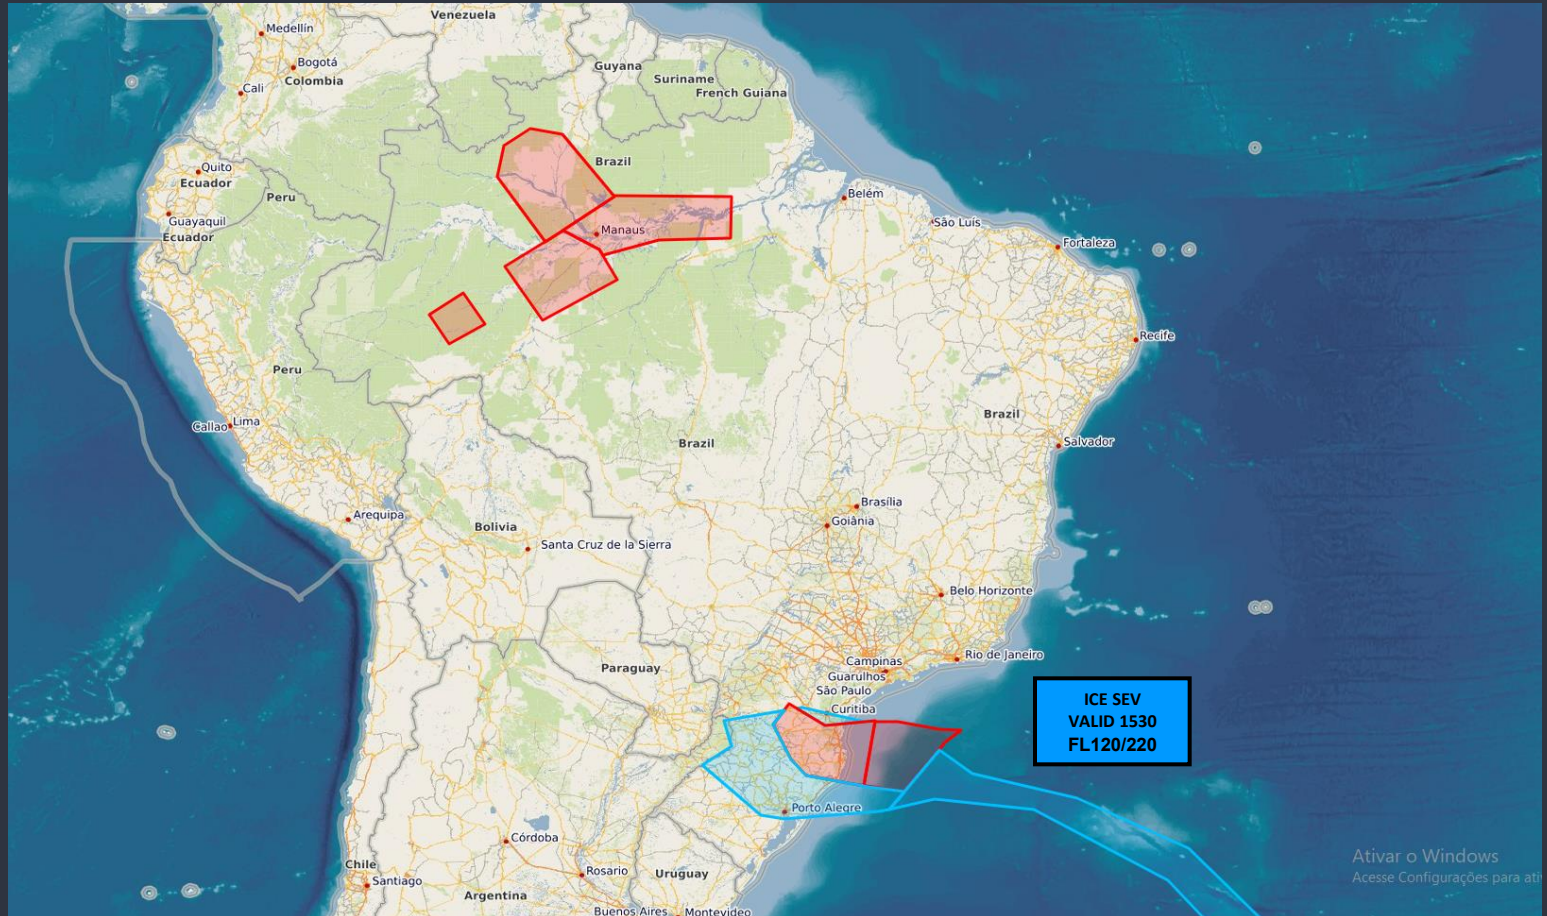 Venezuela
Medellín
Bogotá
Colombia
Cali
Guyana
Suriname
French Guiana
Quito
Ecuador
Brazil
Peru
Belém
Guayaquil
Ecuador
Manaus
São Luís
Fortaleza
Recife
Peru
Callao
Lima
Brazil
Brazil
Salvador
Brasília
Goiânia
Arequipa
Bolivia
Santa Cruz de la Sierra
Belo Horizonte
Paraguay
Campinas
Rio de Janeiro
Guarulhos
São Paulo
Curitiba
ICE SEV
VALID 1530
FL120/220
Porto Alegre
Córdoba
Chile
Santiago
Rosario
Uruguay
Argentina
Buenos Aires
Montevideo
Ativar o Windows
Acesse Configurações para ati